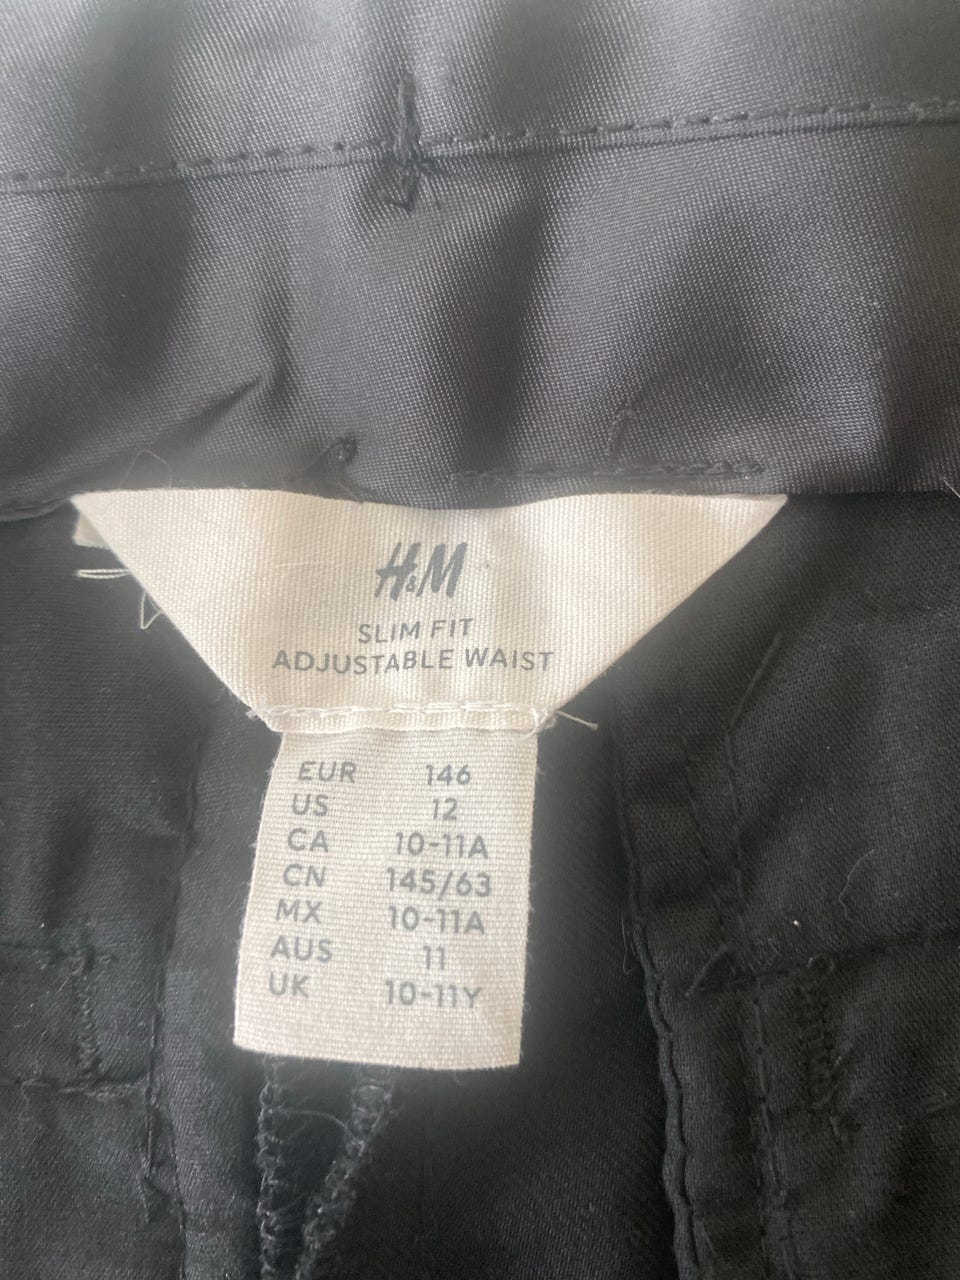 H&M
SLIM FIT
ADJUSTABLE WAIST
EUR 146
US 12
CA 10-11A
CN 145/63
MX 10-11A
AUS 11
UK 10-11Y